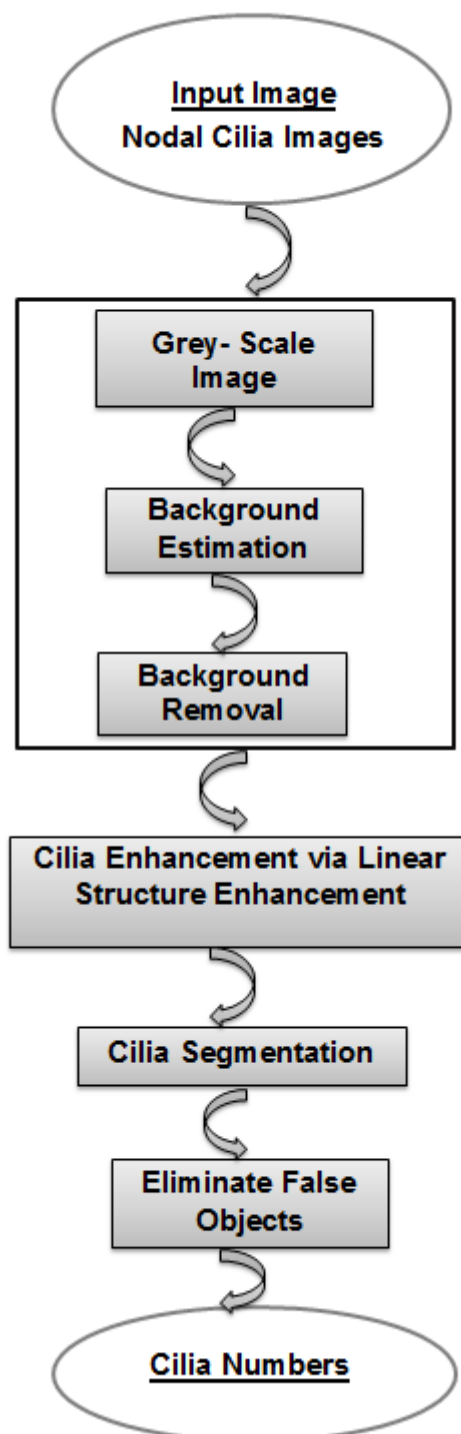 Input Image
Nodal Cilia Images
Grey- Scale
Image
Background
Estimation
Background
Removal
Cilia Enhancement via Linear
Structure Enhancement
Cilia Segmentation
Eliminate False
Objects
Cilia Numbers